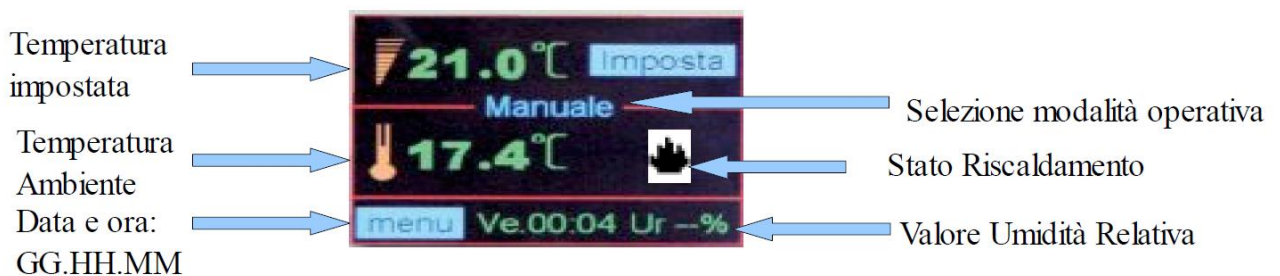 Temperatura
impostata
Temperatura
Ambiente
Data e ora:
GG.HH.MM
21.0°C Imposta
Manuale
17.4°C
menu Ve.00:04 Ur --%
Selezione modalità operativa
Stato Riscaldamento
Valore Umidità Relativa